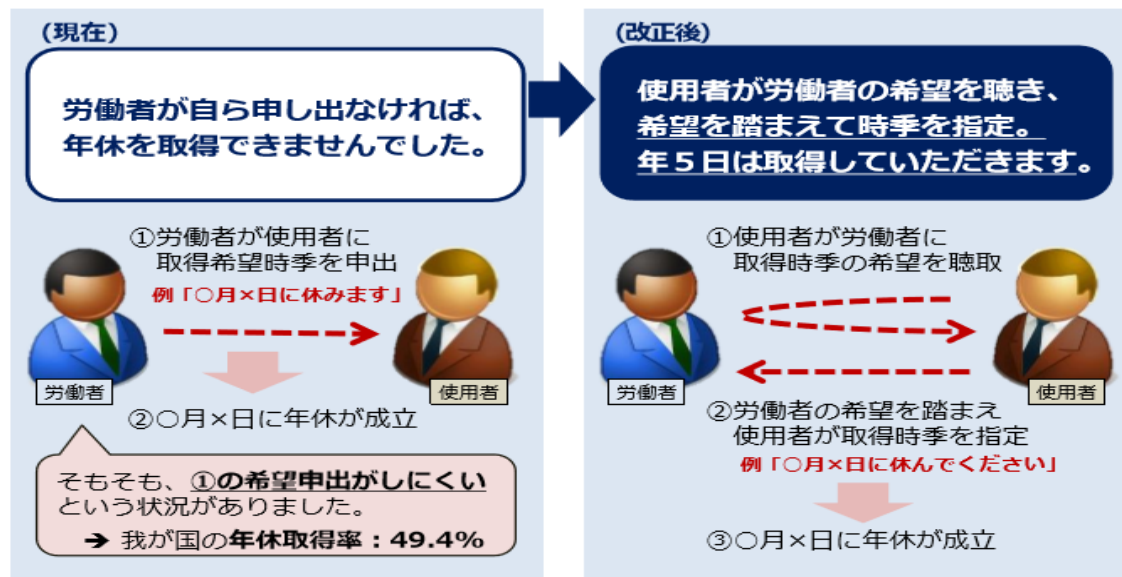 （現在）
労働者が自ら申し出なければ、
年休を取得できませんでした。
①労働者が使用者に
取得希望時季を申出
例「○月×日に休みます」
労働者
使用者
②○月×日に年休が成立
そもそも、①の希望申出がしにくい
という状況がありました。
➔ 我が国の年休取得率：49.4%
（改正後）
使用者が労働者の希望を聴き、
希望を踏まえて時季を指定。
年５日は取得していただきます。
①使用者が労働者に
取得時季の希望を聴取
労働者
使用者
②労働者の希望を踏まえ
使用者が取得時季を指定
例「○月×日に休んでください」
③○月×日に年休が成立